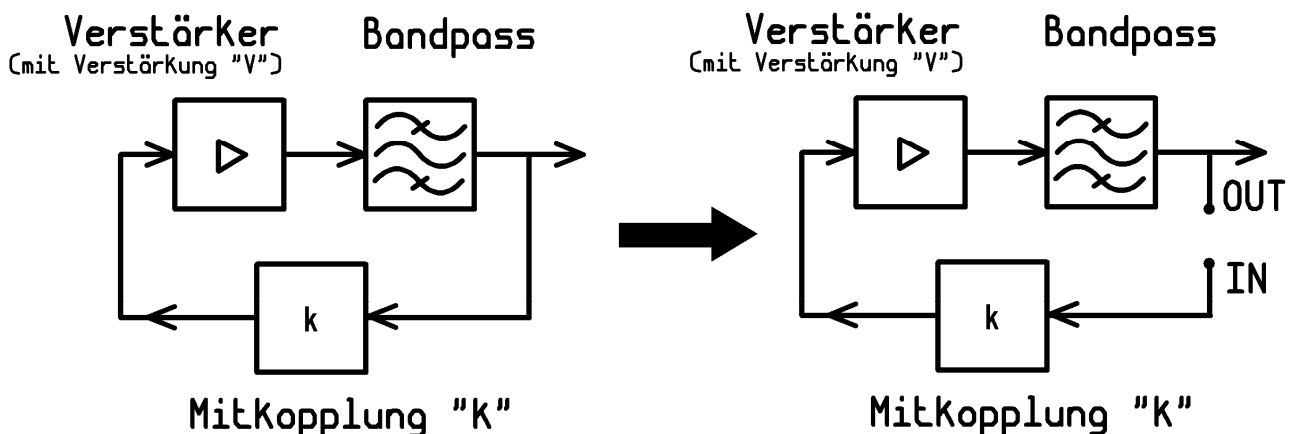 Verstärker
(mit Verstärkung "V")
Bandpass
k
Mitkopplung "k"
Verstärker
(mit Verstärkung "V")
Bandpass
OUT
IN
k
Mitkopplung "k"